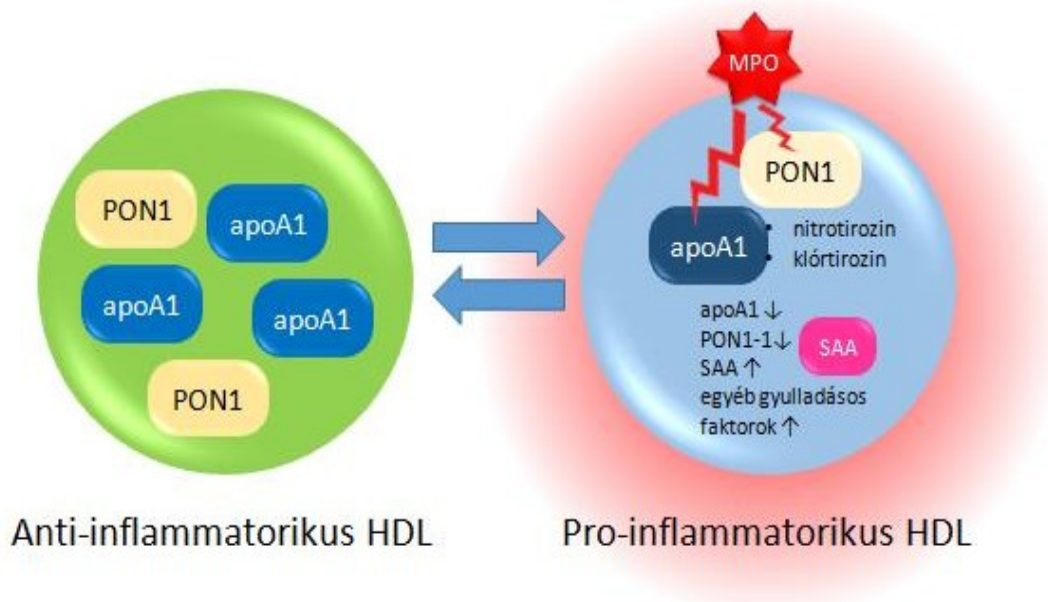 PON1
apoA1
apoA1
apoA1
PON1
Anti-inflammatorikus HDL
MPO
PON1
apoA1
• nitrotirozin
• klórtirozin
apoA1 ↓
PON1-1↓
SAA ↑
SAA
egyéb gyulladásos
faktorok ↑
Pro-inflammatorikus HDL